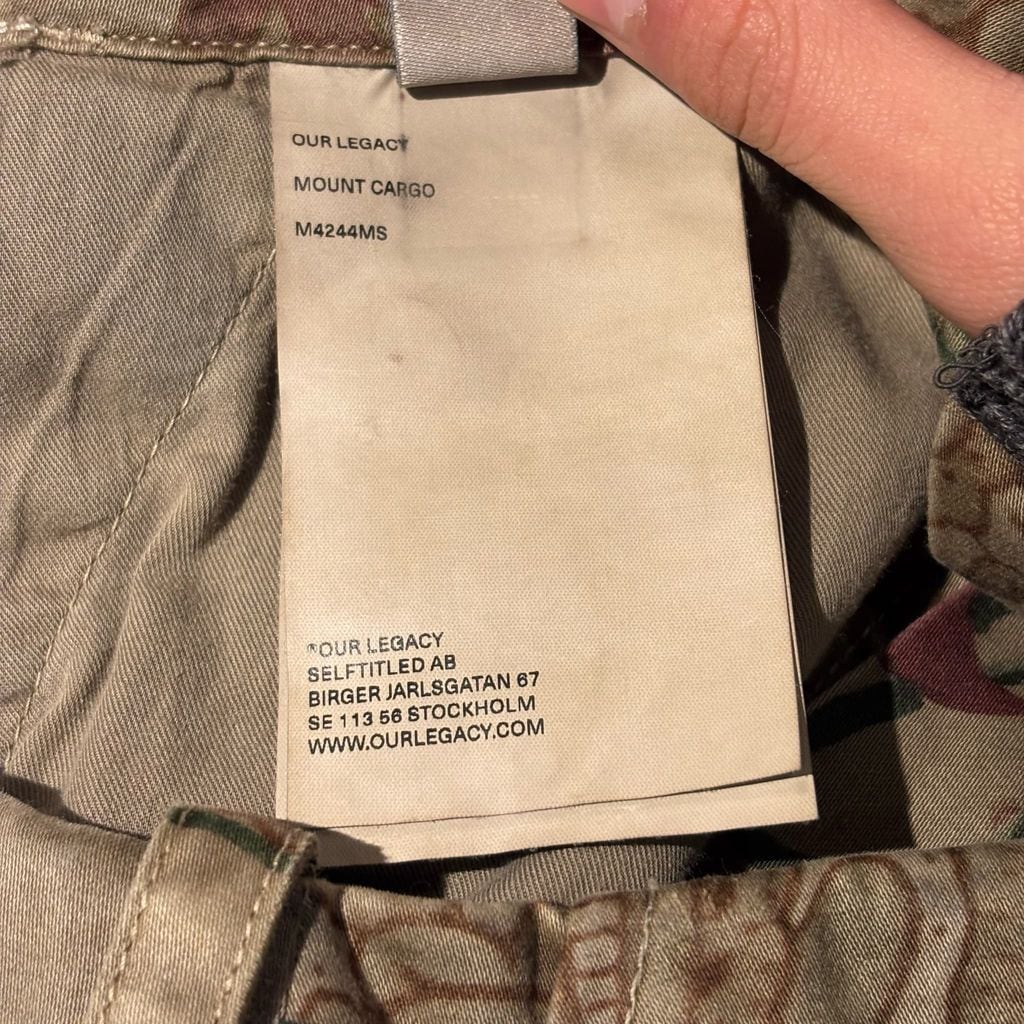 OUR LEGACY
MOUNT CARGO
M4244MS
®OUR LEGACY
SELFTITLED AB
BIRGER JARLSGATAN 67
SE 113 56 STOCKHOLM
WWW.OURLEGACY.COM